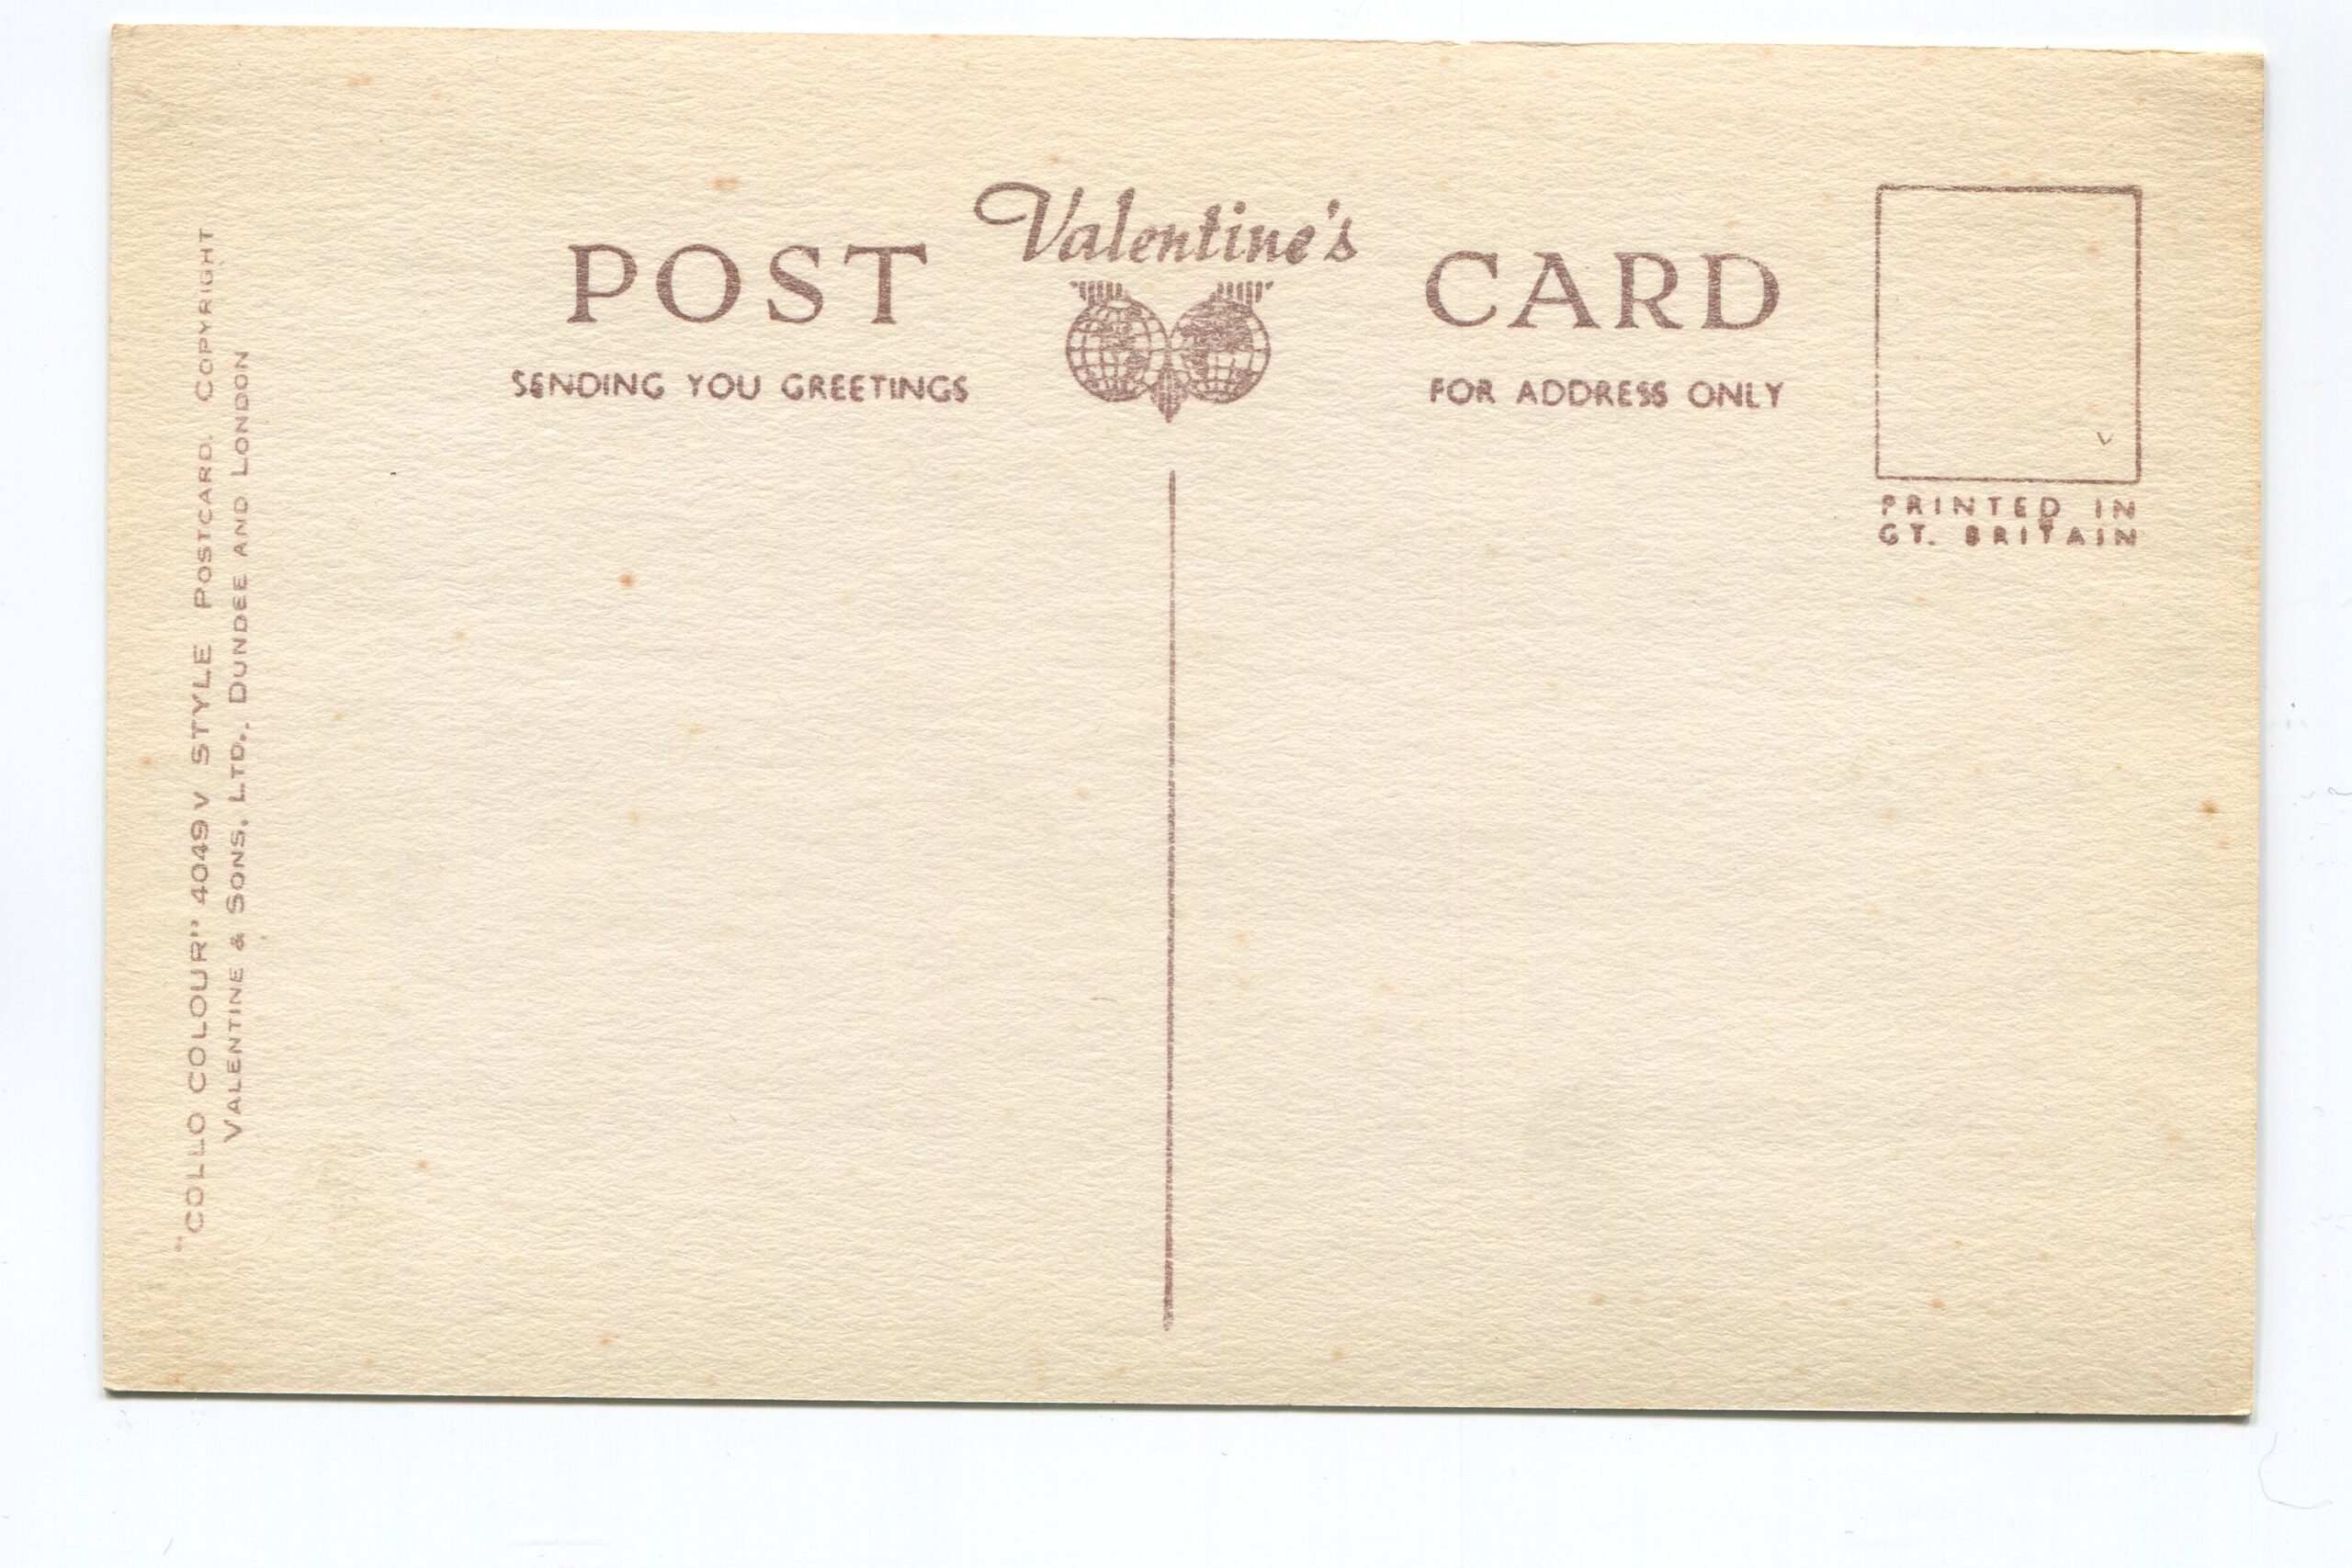 Valentine's
POST CARD
SENDING YOU GREETINGS
FOR ADDRESS ONLY
V
PRINTED IN
GT. BRITAIN
"COLLO COLOUR" 4049 V STYLE POSTCARD. COPYRIGHT
VALENTINE & SONS, LTD., DUNDEE AND LONDON